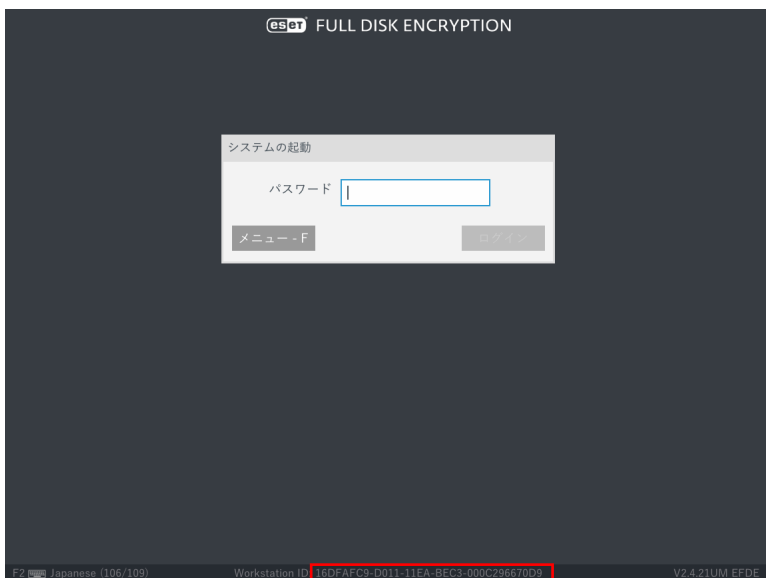 eset FULL DISK ENCRYPTION
システムの起動
パスワード
メニュー - F
ログイン
F2 Japanese (106/109) Workstation ID: 16DFAFC9-D011-11EA-BEC3-000C296670D9 V2.4.21UM EFDE